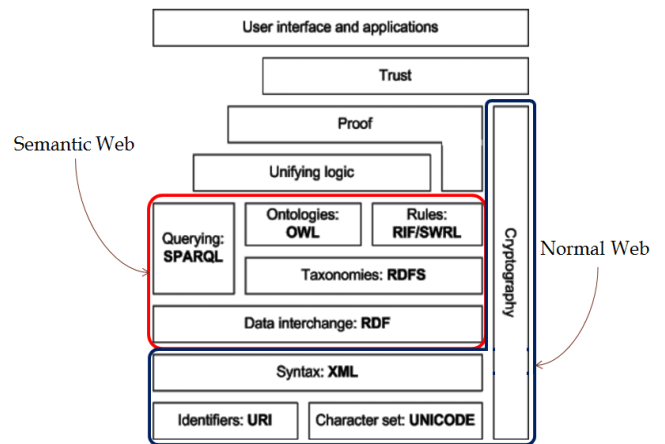 User interface and applications
Trust
Proof
Semantic Web
Unifying logic
Querying:
SPARQL
Ontologies:
OWL
Rules:
RIF/SWRL
Cryptography
Normal Web
Taxonomies: RDFS
Data interchange: RDF
Syntax: XML
Identifiers: URI
Character set: UNICODE